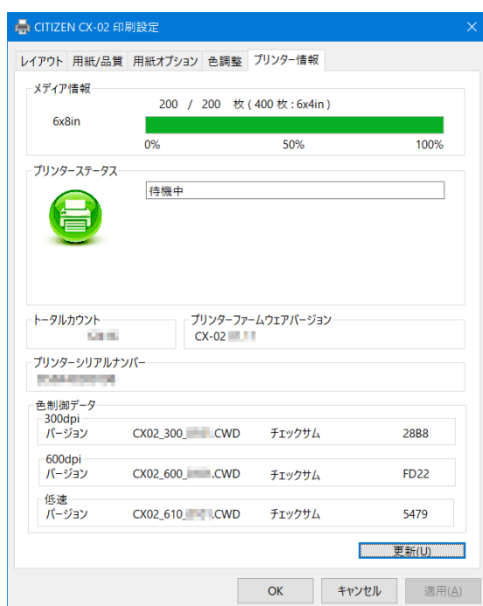 CITIZEN CX-02 印刷設定
レイアウト 用紙/品質 用紙オプション 色調整 プリンター情報
メディア情報
200 / 200 枚 ( 400 枚 : 6x4in )
6x8in
0% 50% 100%
プリンターステータス
待機中
トータルカウント プリンターファームウェアバージョン
CX-02
プリンターシリアルナンバー
色制御データ
300dpi
バージョン CX02_300_ .CWD チェックサム 28B8
600dpi
バージョン CX02_600_ .CWD チェックサム FD22
低速
バージョン CX02_610_ .CWD チェックサム 5479
更新(U)
OK キャンセル 適用(A)